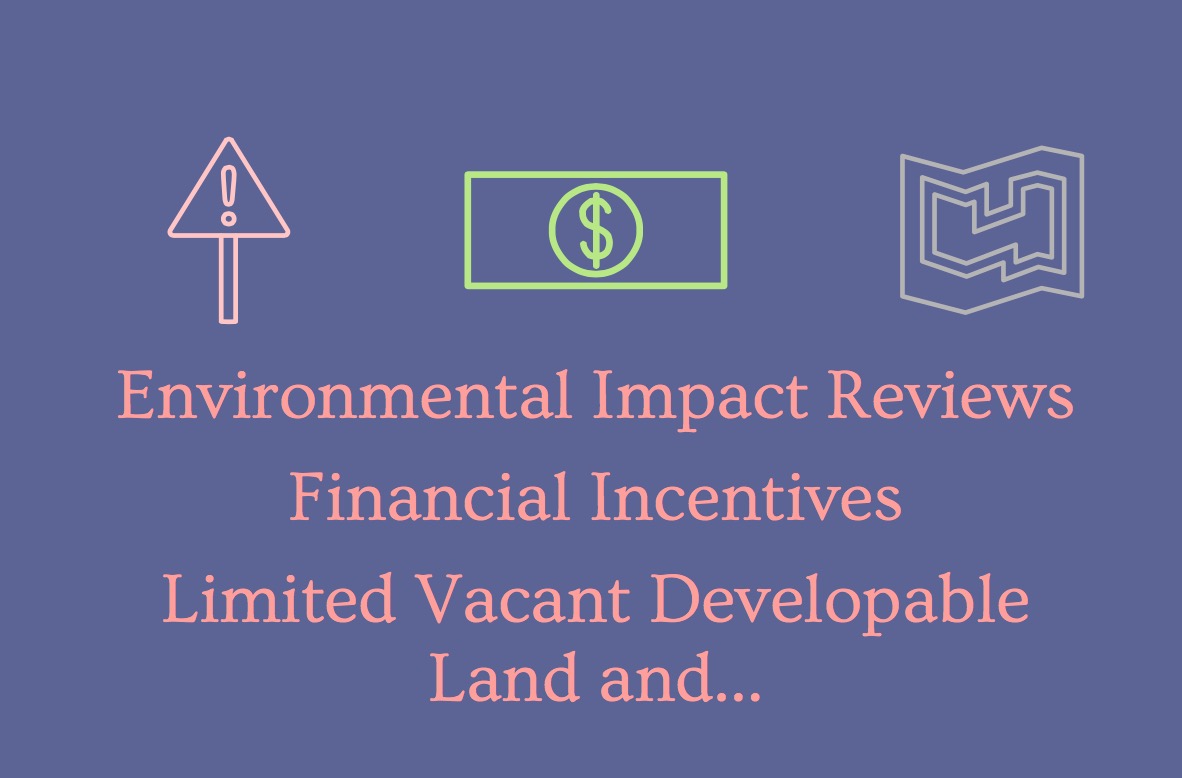 Environmental Impact Reviews
Financial Incentives
Limited Vacant Developable
Land and...